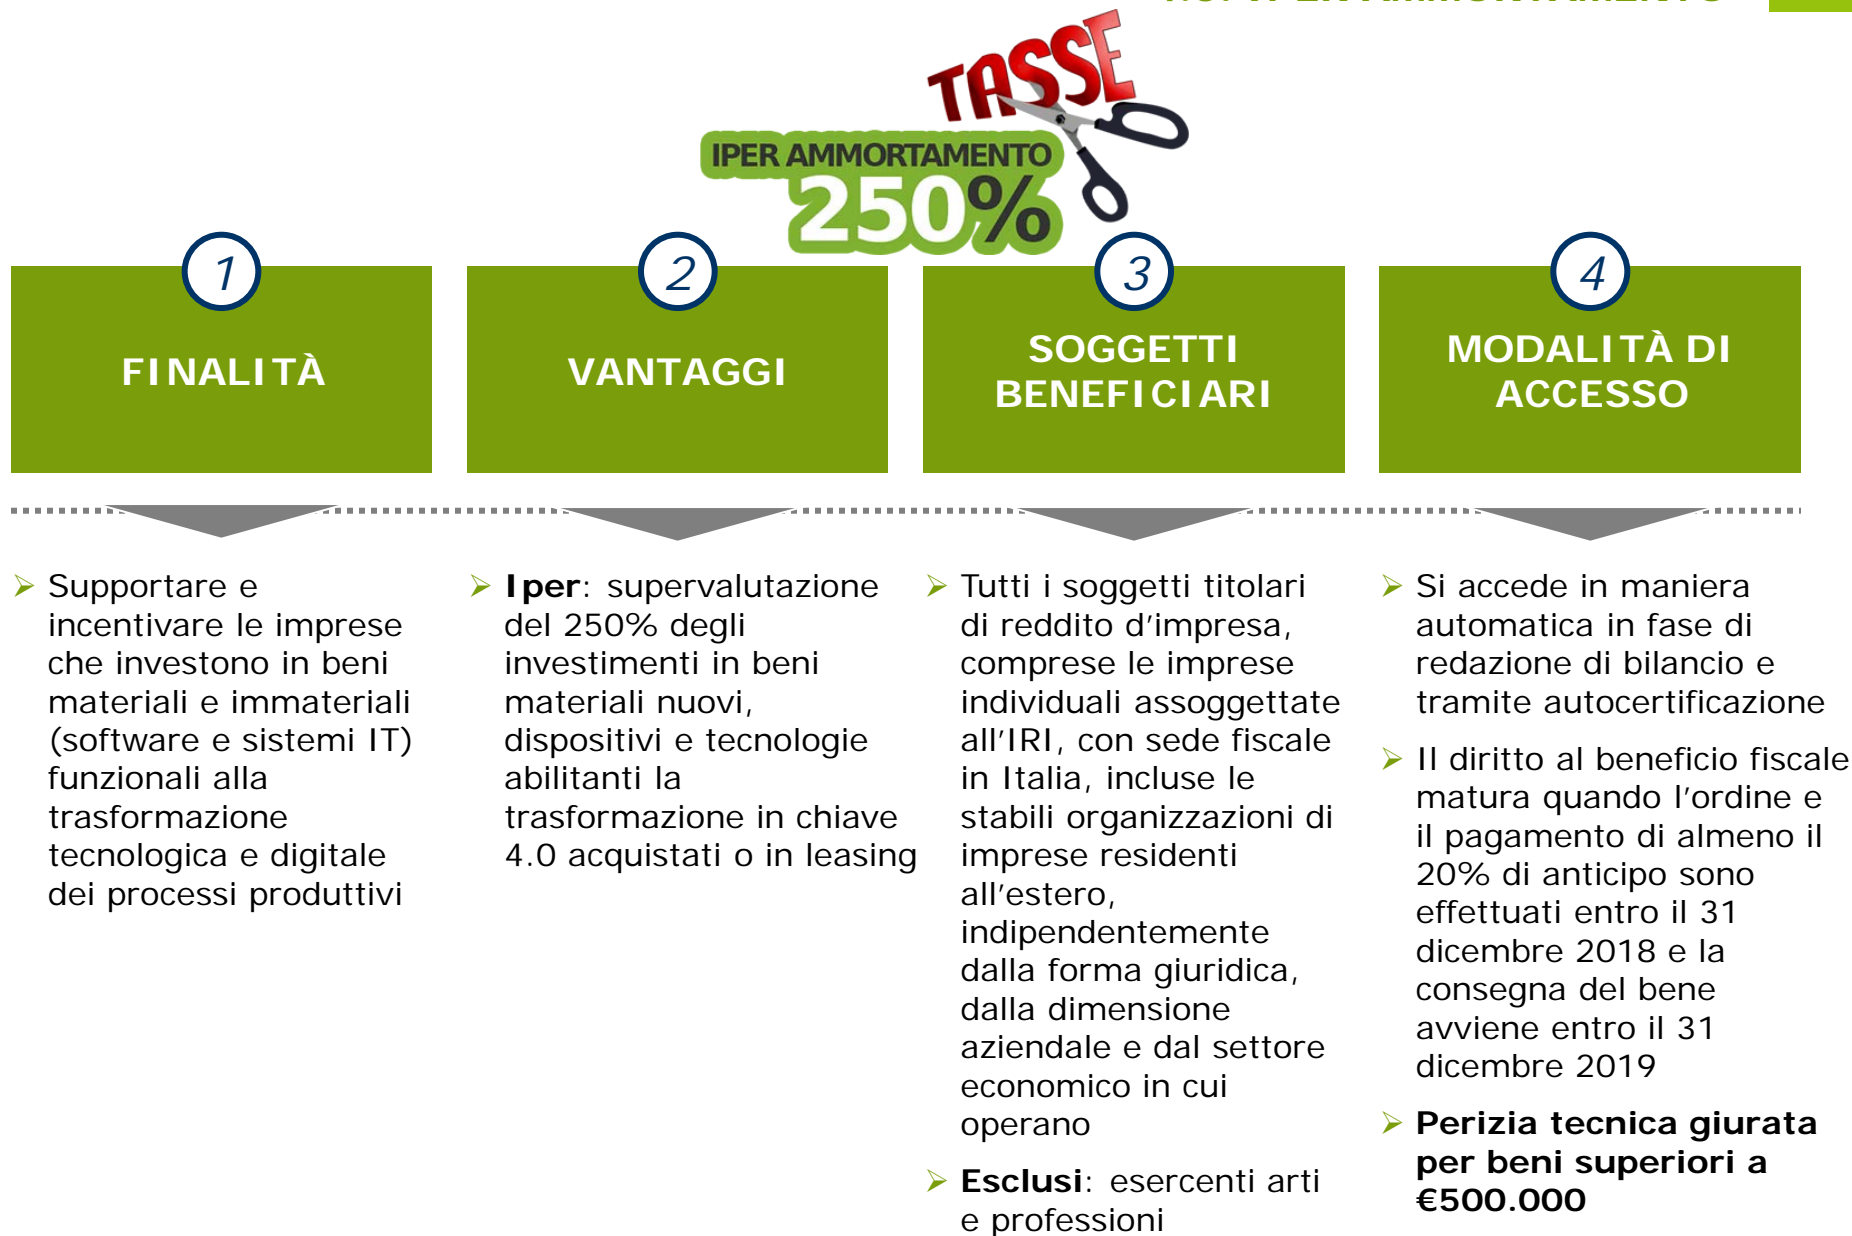 TASSE
IPER AMMORTAMENTO
250%
1
FINALITÀ
2
VANTAGGI
3
SOGGETTI
BENEFICIARI
4
MODALITÀ DI
ACCESSO
➢ Supportare e
incentivare le imprese
che investono in beni
materiali e immateriali
(software e sistemi IT)
funzionali alla
trasformazione
tecnologica e digitale
dei processi produttivi
➢ Iper: supervalutazione
del 250% degli
investimenti in beni
materiali nuovi,
dispositivi e tecnologie
abilitanti la
trasformazione in chiave
4.0 acquistati o in leasing
➢ Tutti i soggetti titolari
di reddito d’impresa,
comprese le imprese
individuali assoggettate
all’IRI, con sede fiscale
in Italia, incluse le
stabili organizzazioni di
imprese residenti
all’estero,
indipendentemente
dalla forma giuridica,
dalla dimensione
aziendale e dal settore
economico in cui
operano
➢ Esclusi: esercenti arti
e professioni
➢ Si accede in maniera
automatica in fase di
redazione di bilancio e
tramite autocertificazione
➢ Il diritto al beneficio fiscale
matura quando l’ordine e
il pagamento di almeno il
20% di anticipo sono
effettuati entro il 31
dicembre 2018 e la
consegna del bene
avviene entro il 31
dicembre 2019
➢ Perizia tecnica giurata
per beni superiori a
€500.000